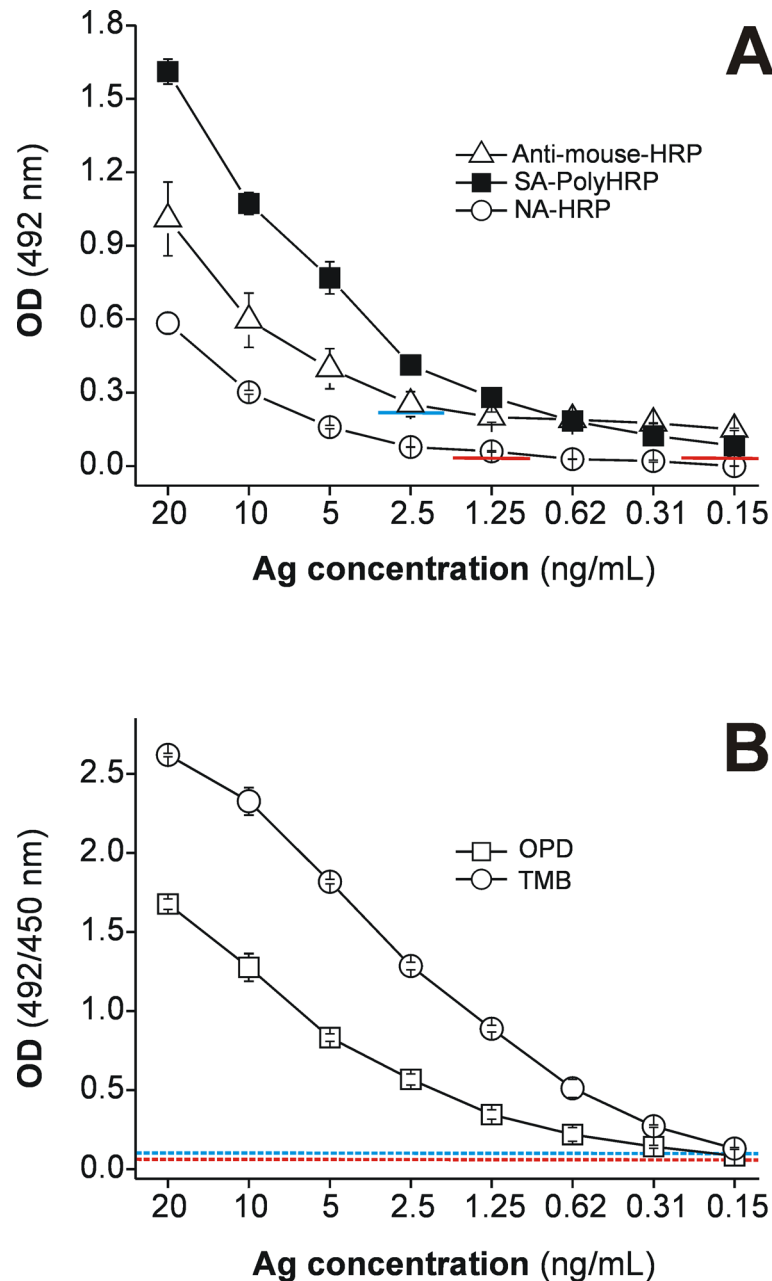 A
1.8
1.5
1.2
0.9
0.6
0.3
0.0
OD (492 nm)
Anti-mouse-HRP
SA-PolyHRP
NA-HRP
20 10 5 2.5 1.25 0.62 0.31 0.15
Ag concentration (ng/mL)
B
2.5
2.0
1.5
1.0
0.5
0.0
OD (492/450 nm)
OPD
TMB
20 10 5 2.5 1.25 0.62 0.31 0.15
Ag concentration (ng/mL)